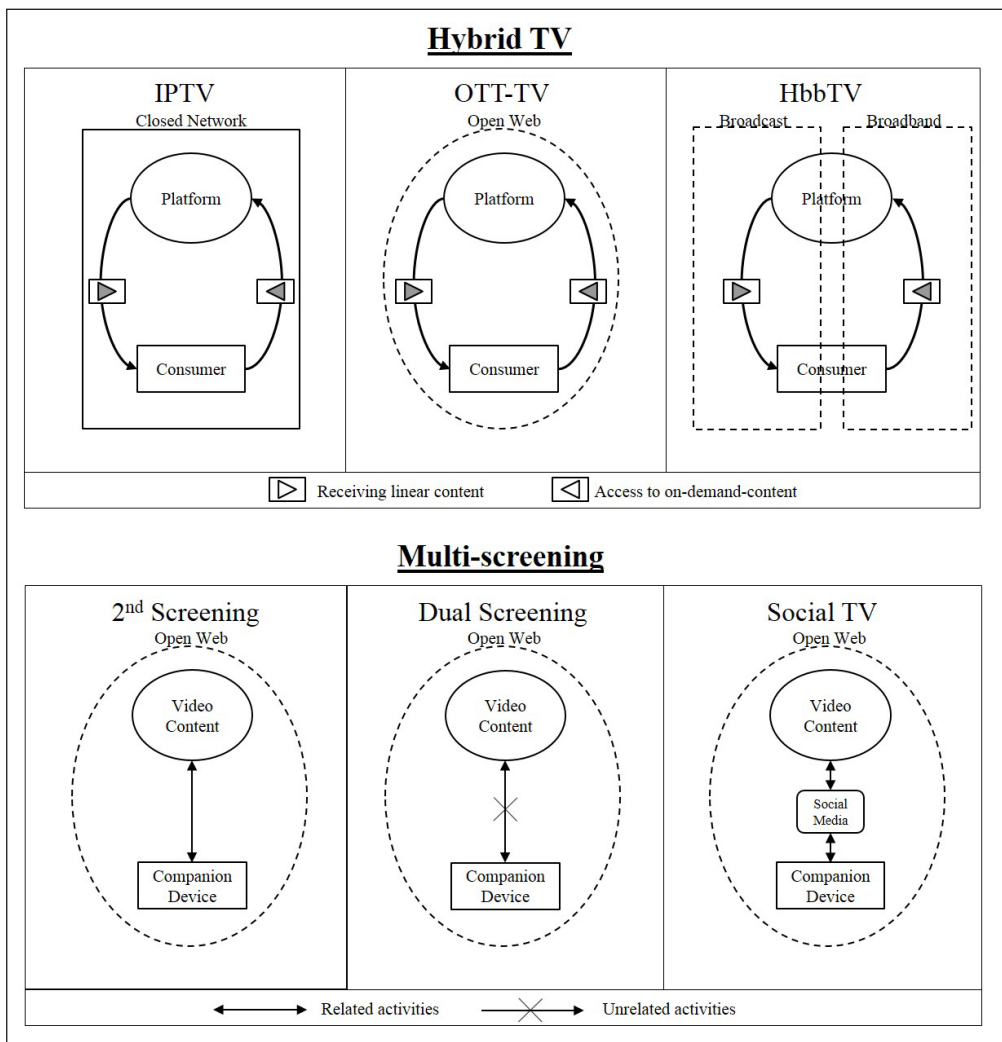 Hybrid TV
IPTV
Closed Network
Platform
Consumer
OTT-TV
Open Web
Platform
Consumer
HbbTV
Broadcast
Broadband
Platform
Consumer
Receiving linear content
Access to on-demand-content
Multi-screening
2nd Screening
Open Web
Video
Content
Companion
Device
Dual Screening
Open Web
Video
Content
Companion
Device
Social TV
Open Web
Video
Content
Social
Media
Companion
Device
Related activities
Unrelated activities